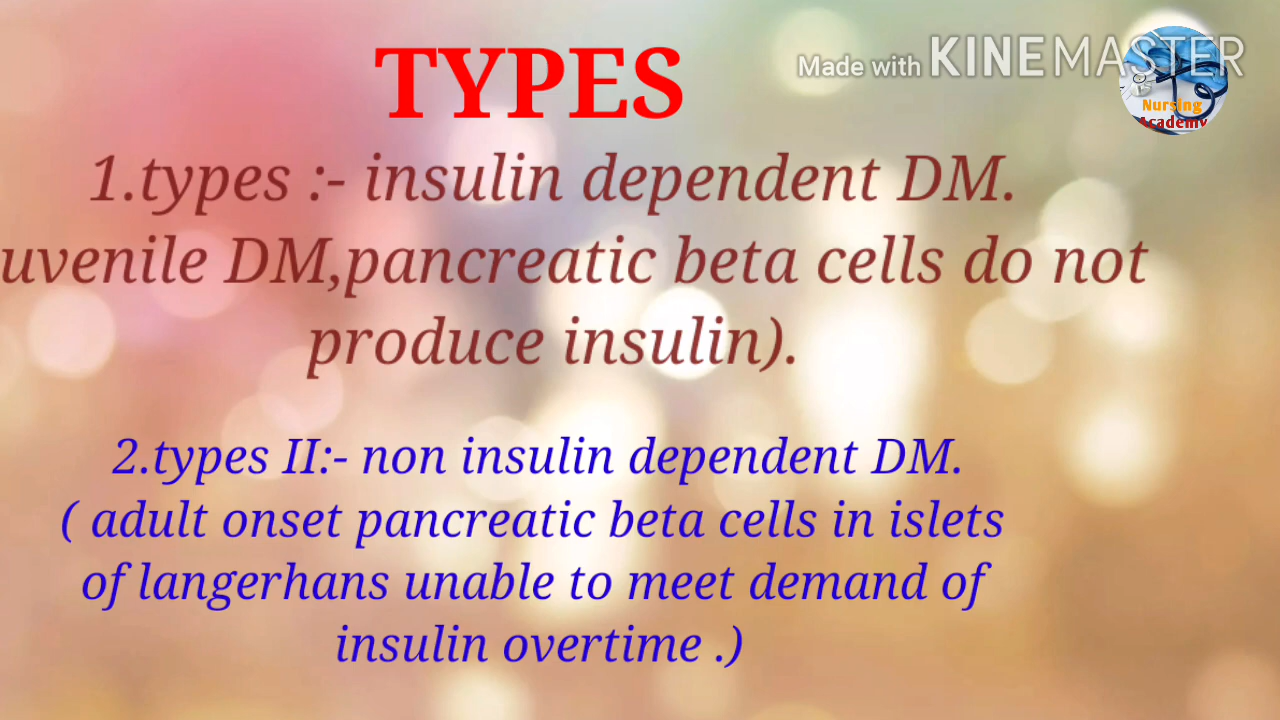 TYPES
Made with KINEMASTER
Nursing
Academy
1.types :- insulin dependent DM.
uvenile DM,pancreatic beta cells do not
produce insulin).
2.types II:- non insulin dependent DM.
( adult onset pancreatic beta cells in islets
of langerhans unable to meet demand of
insulin overtime .)